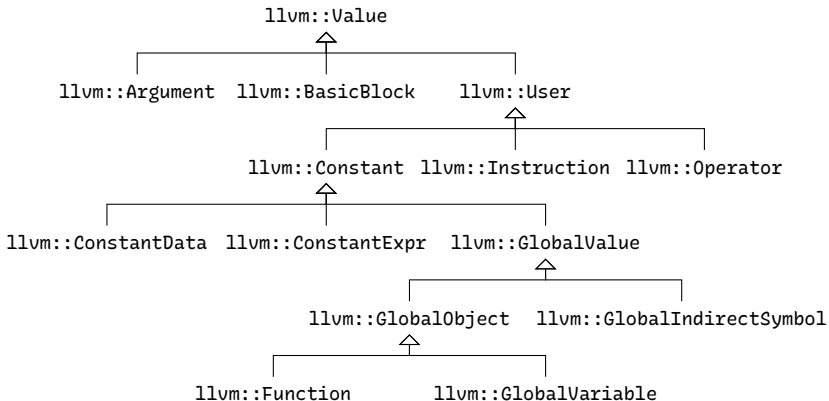 llvm::Value
llvm::Argument llvm::BasicBlock llvm::User
llvm::Constant llvm::Instruction llvm::Operator
llvm::ConstantData llvm::ConstantExpr llvm::GlobalValue
llvm::GlobalObject llvm::GlobalIndirectSymbol
llvm::Function llvm::GlobalVariable